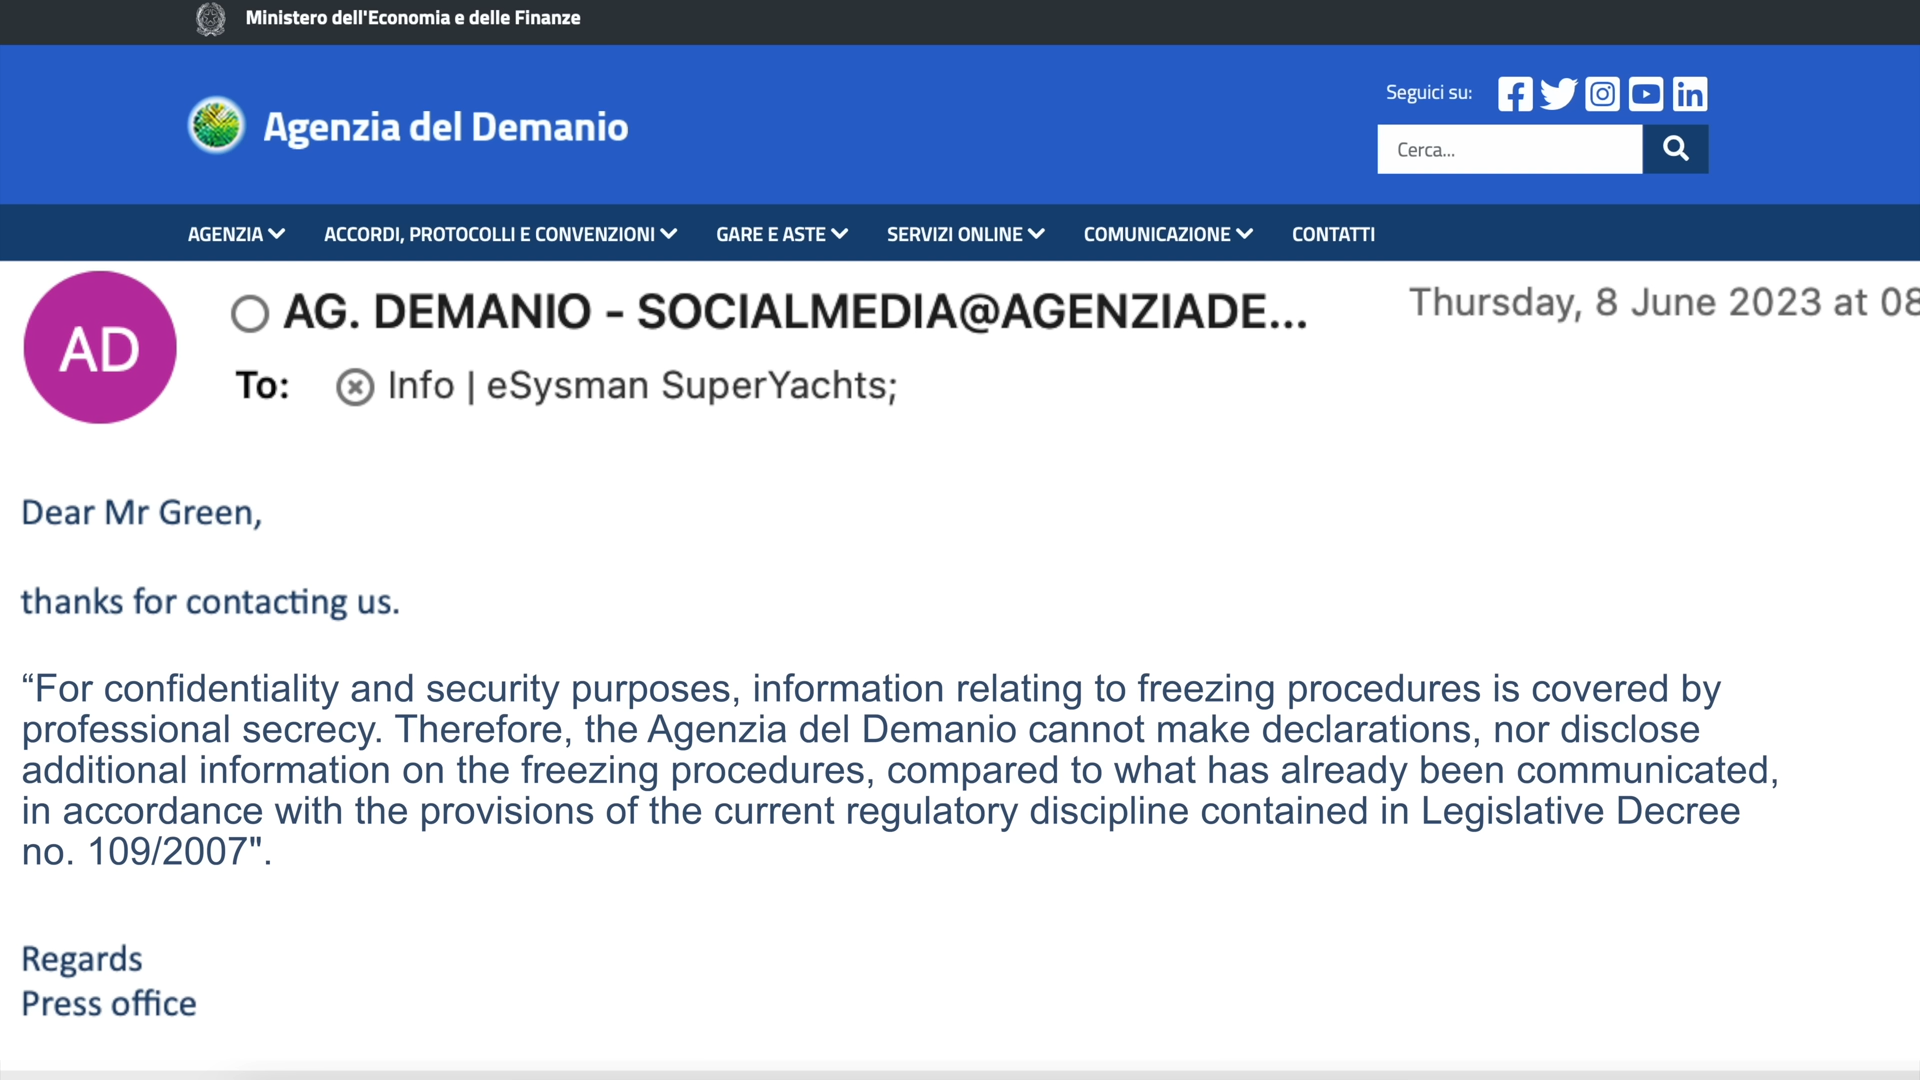 Ministero dell'Economia e delle Finanze
Agenzia del Demanio
Seguici su:
Cerca...
AGENZIA ACCORDI, PROTOCOLLI E CONVENZIONI GARE E ASTE SERVIZI ONLINE COMUNICAZIONE CONTATTI
AD
AG. DEMANIO - SOCIALMEDIA@AGENZIADE...
Thursday, 8 June 2023 at 08
To: Info | eSysman SuperYachts;
Dear Mr Green,
thanks for contacting us.
“For confidentiality and security purposes, information relating to freezing procedures is covered by
professional secrecy. Therefore, the Agenzia del Demanio cannot make declarations, nor disclose
additional information on the freezing procedures, compared to what has already been communicated,
in accordance with the provisions of the current regulatory discipline contained in Legislative Decree
no. 109/2007".
Regards
Press office